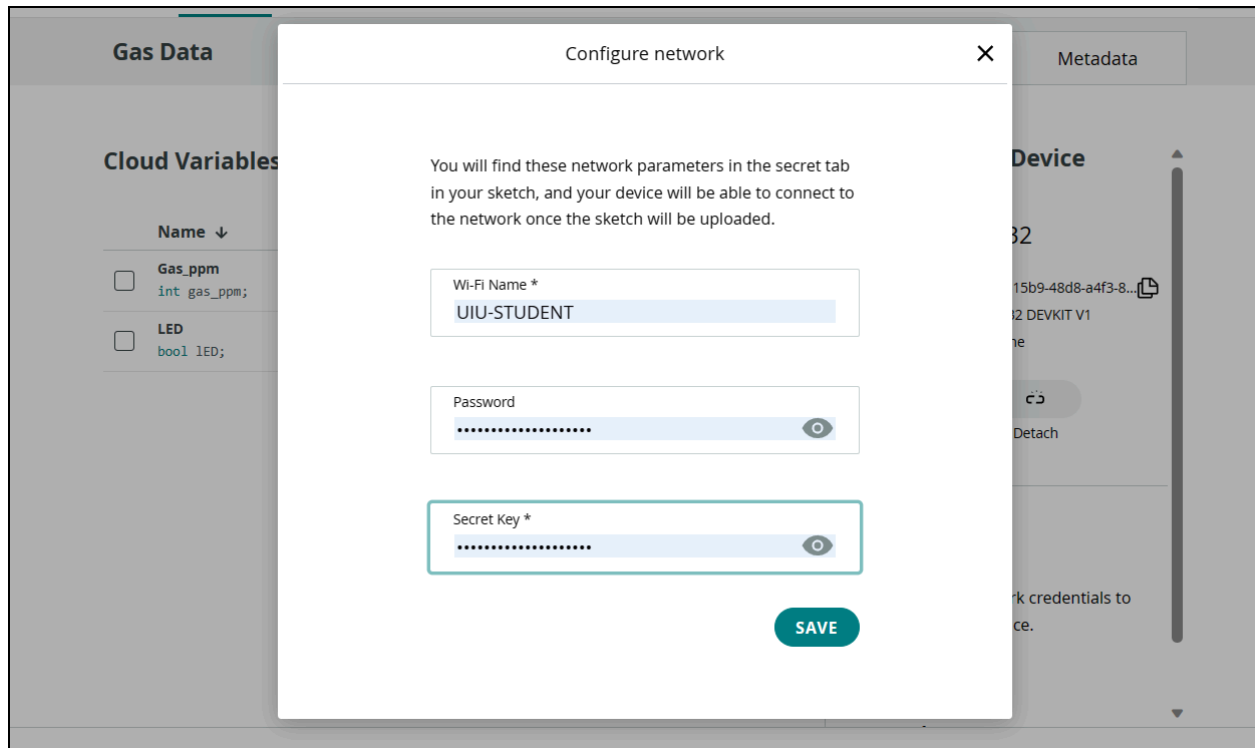 Gas Data
Configure network
Metadata
Cloud Variables
Device
You will find these network parameters in the secret tab
in your sketch, and your device will be able to connect to
the network once the sketch will be uploaded.
Name ↓
32
Gas_ppm
int gas_ppm;
Wi-Fi Name *
UIU-STUDENT
15b9-48d8-a4f3-8...
32 DEVKIT V1
ne
LED
bool lED;
Password
••••••••••••••••••••
Detach
Secret Key *
••••••••••••••••••••
rk credentials to
ce.
SAVE